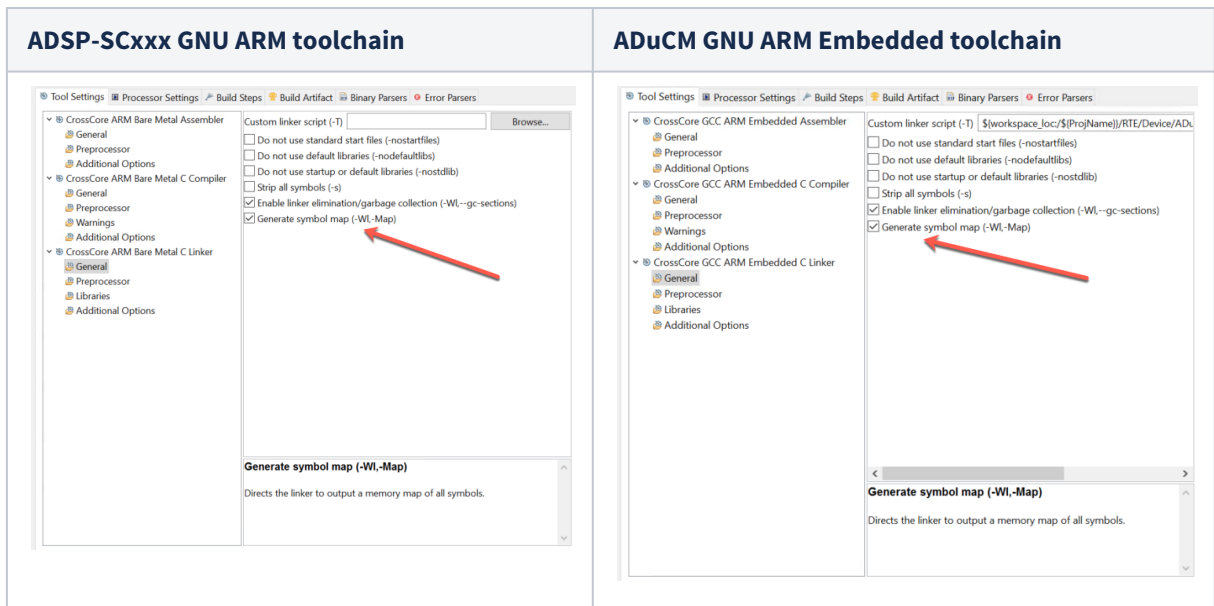 ADSP-SCxxx GNU ARM toolchain
Tool Settings Processor Settings Build Steps Build Artifact Binary Parsers Error Parsers
CrossCore ARM Bare Metal Assembler
General
Preprocessor
Additional Options
CrossCore ARM Bare Metal C Compiler
General
Preprocessor
Warnings
Additional Options
CrossCore ARM Bare Metal C Linker
General
Preprocessor
Libraries
Additional Options
Custom linker script (-T) Browse...
Do not use standard start files (-nostartfiles)
Do not use default libraries (-nodefaultlibs)
Do not use startup or default libraries (-nostdlib)
Strip all symbols (-s)
Enable linker elimination/garbage collection (-Wl,--gc-sections)
Generate symbol map (-Wl,-Map)
Generate symbol map (-Wl,-Map)
Directs the linker to output a memory map of all symbols.
ADuCM GNU ARM Embedded toolchain
Tool Settings Processor Settings Build Steps Build Artifact Binary Parsers Error Parsers
CrossCore GCC ARM Embedded Assembler
General
Preprocessor
Additional Options
CrossCore GCC ARM Embedded C Compiler
General
Preprocessor
Warnings
Additional Options
CrossCore GCC ARM Embedded C Linker
General
Preprocessor
Libraries
Additional Options
Custom linker script (-T) ${workspace_loc:/${ProjName}}/RTE/Device/ADu
Do not use standard start files (-nostartfiles)
Do not use default libraries (-nodefaultlibs)
Do not use startup or default libraries (-nostdlib)
Strip all symbols (-s)
Enable linker elimination/garbage collection (-Wl,--gc-sections)
Generate symbol map (-Wl,-Map)
Generate symbol map (-Wl,-Map)
Directs the linker to output a memory map of all symbols.